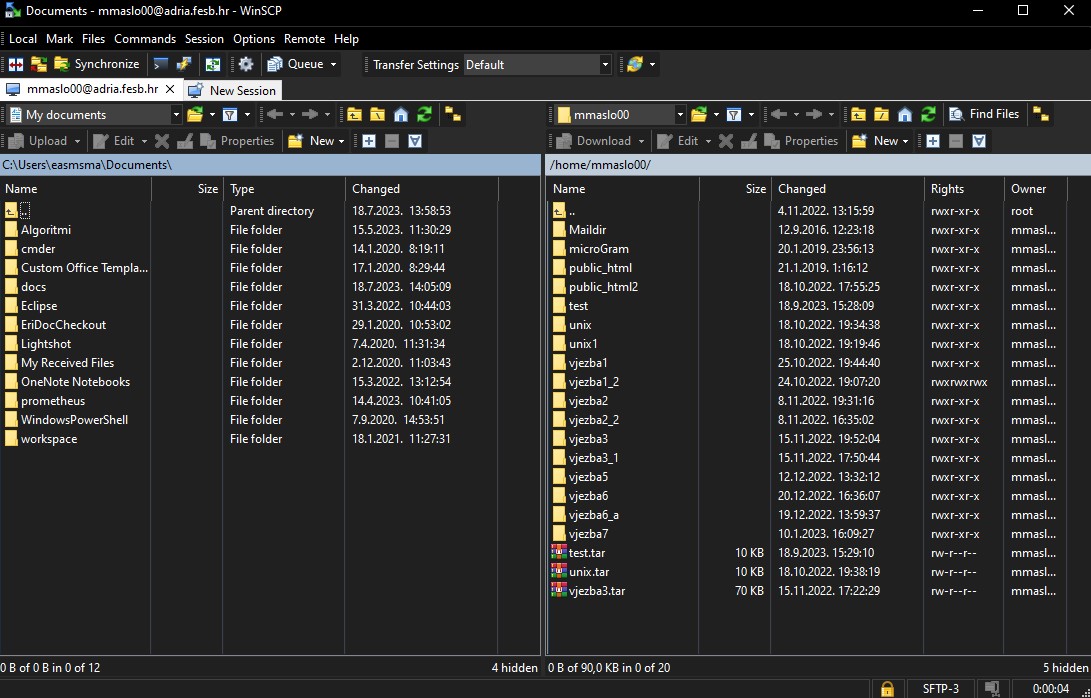 Documents - mmaslo00@adria.fesb.hr - WinSCP
Local Mark Files Commands Session Options Remote Help
Synchronize Queue Transfer Settings Default
mmaslo00@adria.fesb.hr New Session
My documents mmaslo00 Find Files
Upload Edit Properties New Download Edit Properties New
C:\Users\easmsma\Documents\ /home/mmaslo00/
Name Size Type Changed Name Size Changed Rights Owner
.. Parent directory 18.7.2023. 13:58:53 .. 4.11.2022. 13:15:59 rwxr-xr-x root
Algoritmi File folder 15.5.2023. 11:30:29 Maildir 12.9.2016. 12:23:18 rwxr-xr-x mmasl...
cmder File folder 14.1.2020. 8:19:11 microGram 20.1.2019. 23:56:13 rwxr-xr-x mmasl...
Custom Office Templa... File folder 17.1.2020. 8:29:44 public_html 21.1.2019. 1:16:12 rwxr-xr-x mmasl...
docs File folder 18.7.2023. 14:05:09 public_html2 18.10.2022. 17:55:25 rwxr-xr-x mmasl...
Eclipse File folder 31.3.2022. 10:44:03 test 18.9.2023. 15:28:09 rwxr-xr-x mmasl...
EriDocCheckout File folder 29.1.2020. 10:53:02 unix 18.10.2022. 19:34:38 rwxr-xr-x mmasl...
Lightshot File folder 7.4.2020. 11:31:34 unix1 18.10.2022. 19:19:46 rwxr-xr-x mmasl...
My Received Files File folder 2.12.2020. 11:03:43 vjezba1 25.10.2022. 19:44:40 rwxr-xr-x mmasl...
OneNote Notebooks File folder 15.3.2022. 13:12:54 vjezba1_2 24.10.2022. 19:07:20 rwxrwxrwx mmasl...
prometheus File folder 14.4.2023. 10:41:05 vjezba2 8.11.2022. 19:31:16 rwxr-xr-x mmasl...
WindowsPowerShell File folder 7.9.2020. 14:53:51 vjezba2_2 8.11.2022. 16:35:02 rwxr-xr-x mmasl...
workspace File folder 18.1.2021. 11:27:31 vjezba3 15.11.2022. 19:52:04 rwxr-xr-x mmasl...
vjezba3_1 15.11.2022. 17:50:44 rwxr-xr-x mmasl...
vjezba5 12.12.2022. 13:32:12 rwxr-xr-x mmasl...
vjezba6 20.12.2022. 16:36:07 rwxr-xr-x mmasl...
vjezba6_a 19.12.2022. 13:59:37 rwxr-xr-x mmasl...
vjezba7 10.1.2023. 16:09:27 rwxr-xr-x mmasl...
test.tar 10 KB 18.9.2023. 15:29:10 rw-r--r-- mmasl...
unix.tar 10 KB 18.10.2022. 19:38:19 rw-r--r-- mmasl...
vjezba3.tar 70 KB 15.11.2022. 17:22:29 rw-r--r-- mmasl...
0 B of 0 B in 0 of 12 4 hidden 0 B of 90,0 KB in 0 of 20 5 hidden
SFTP-3 0:00:04